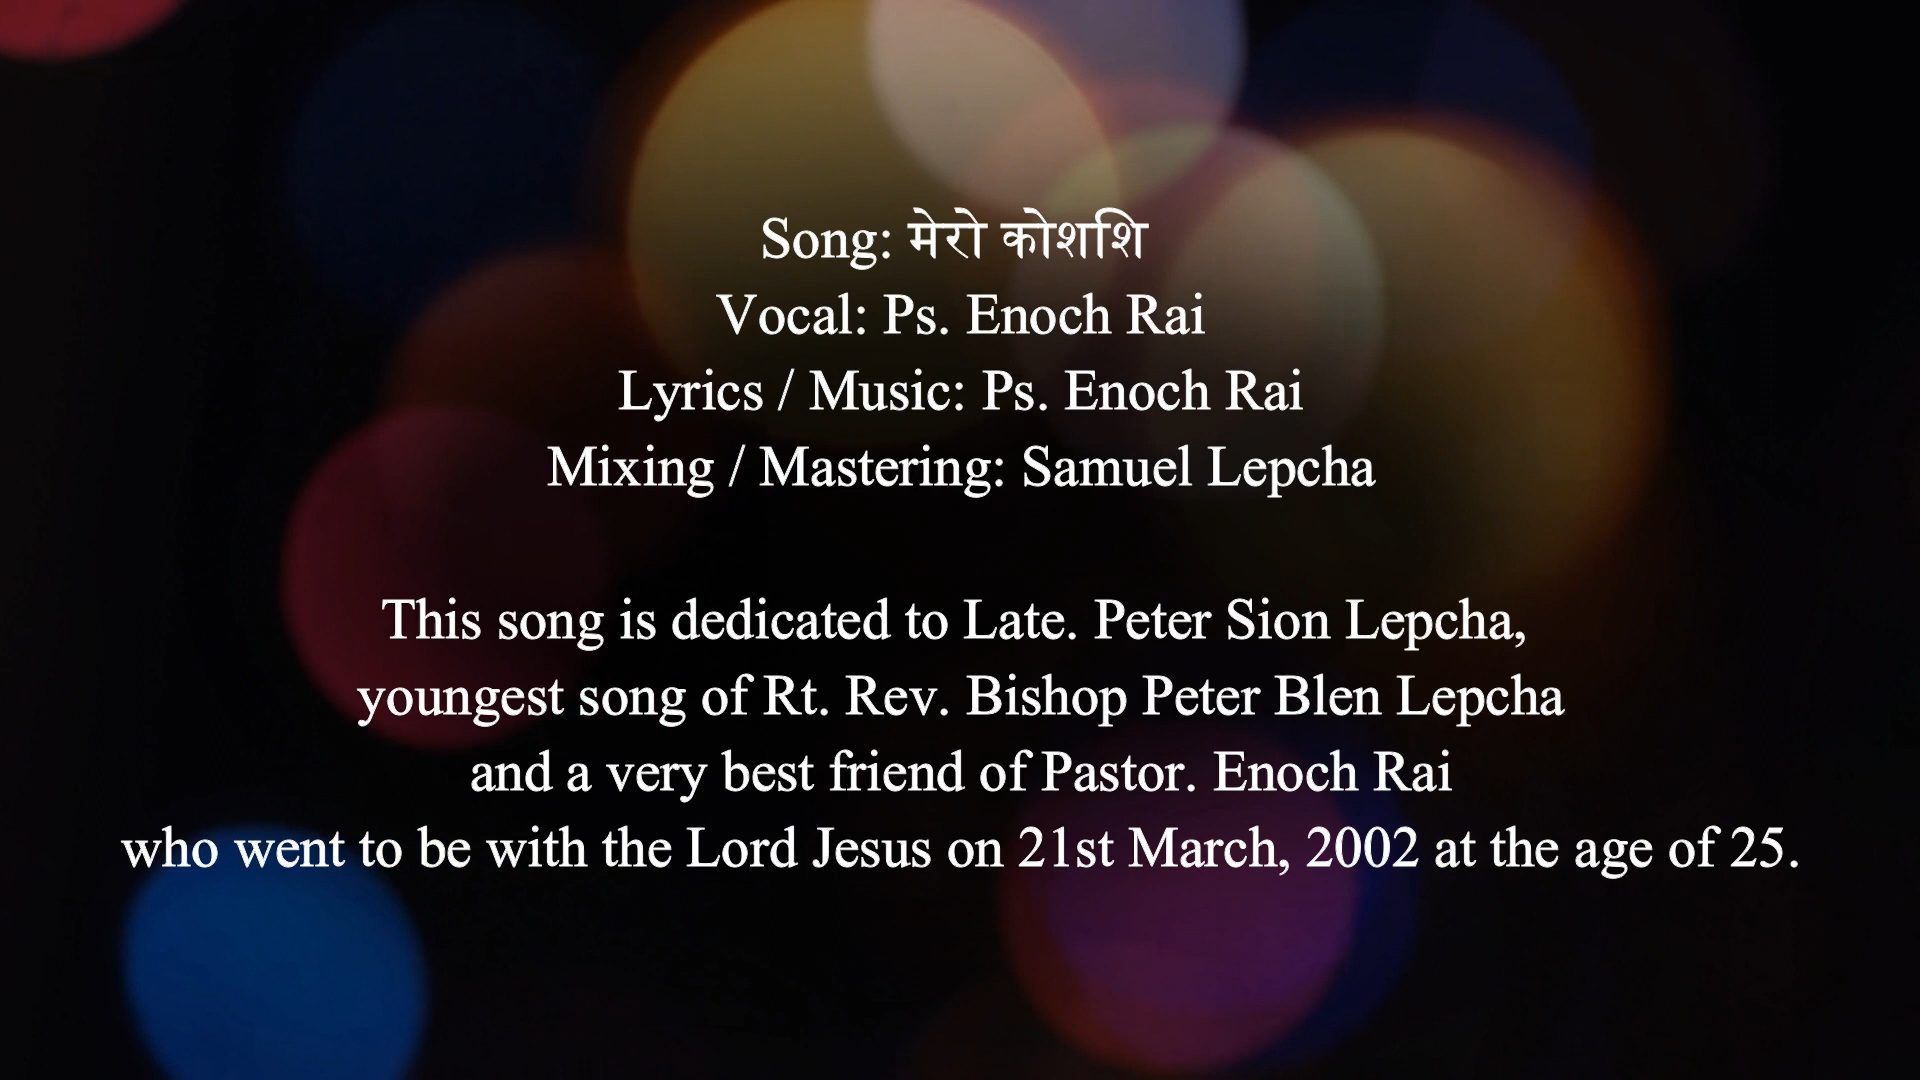 Song: मेरो कोशशि
Vocal: Ps. Enoch Rai
Lyrics / Music: Ps. Enoch Rai
Mixing / Mastering: Samuel Lepcha
This song is dedicated to Late. Peter Sion Lepcha,
youngest song of Rt. Rev. Bishop Peter Blen Lepcha
and a very best friend of Pastor. Enoch Rai
who went to be with the Lord Jesus on 21st March, 2002 at the age of 25.